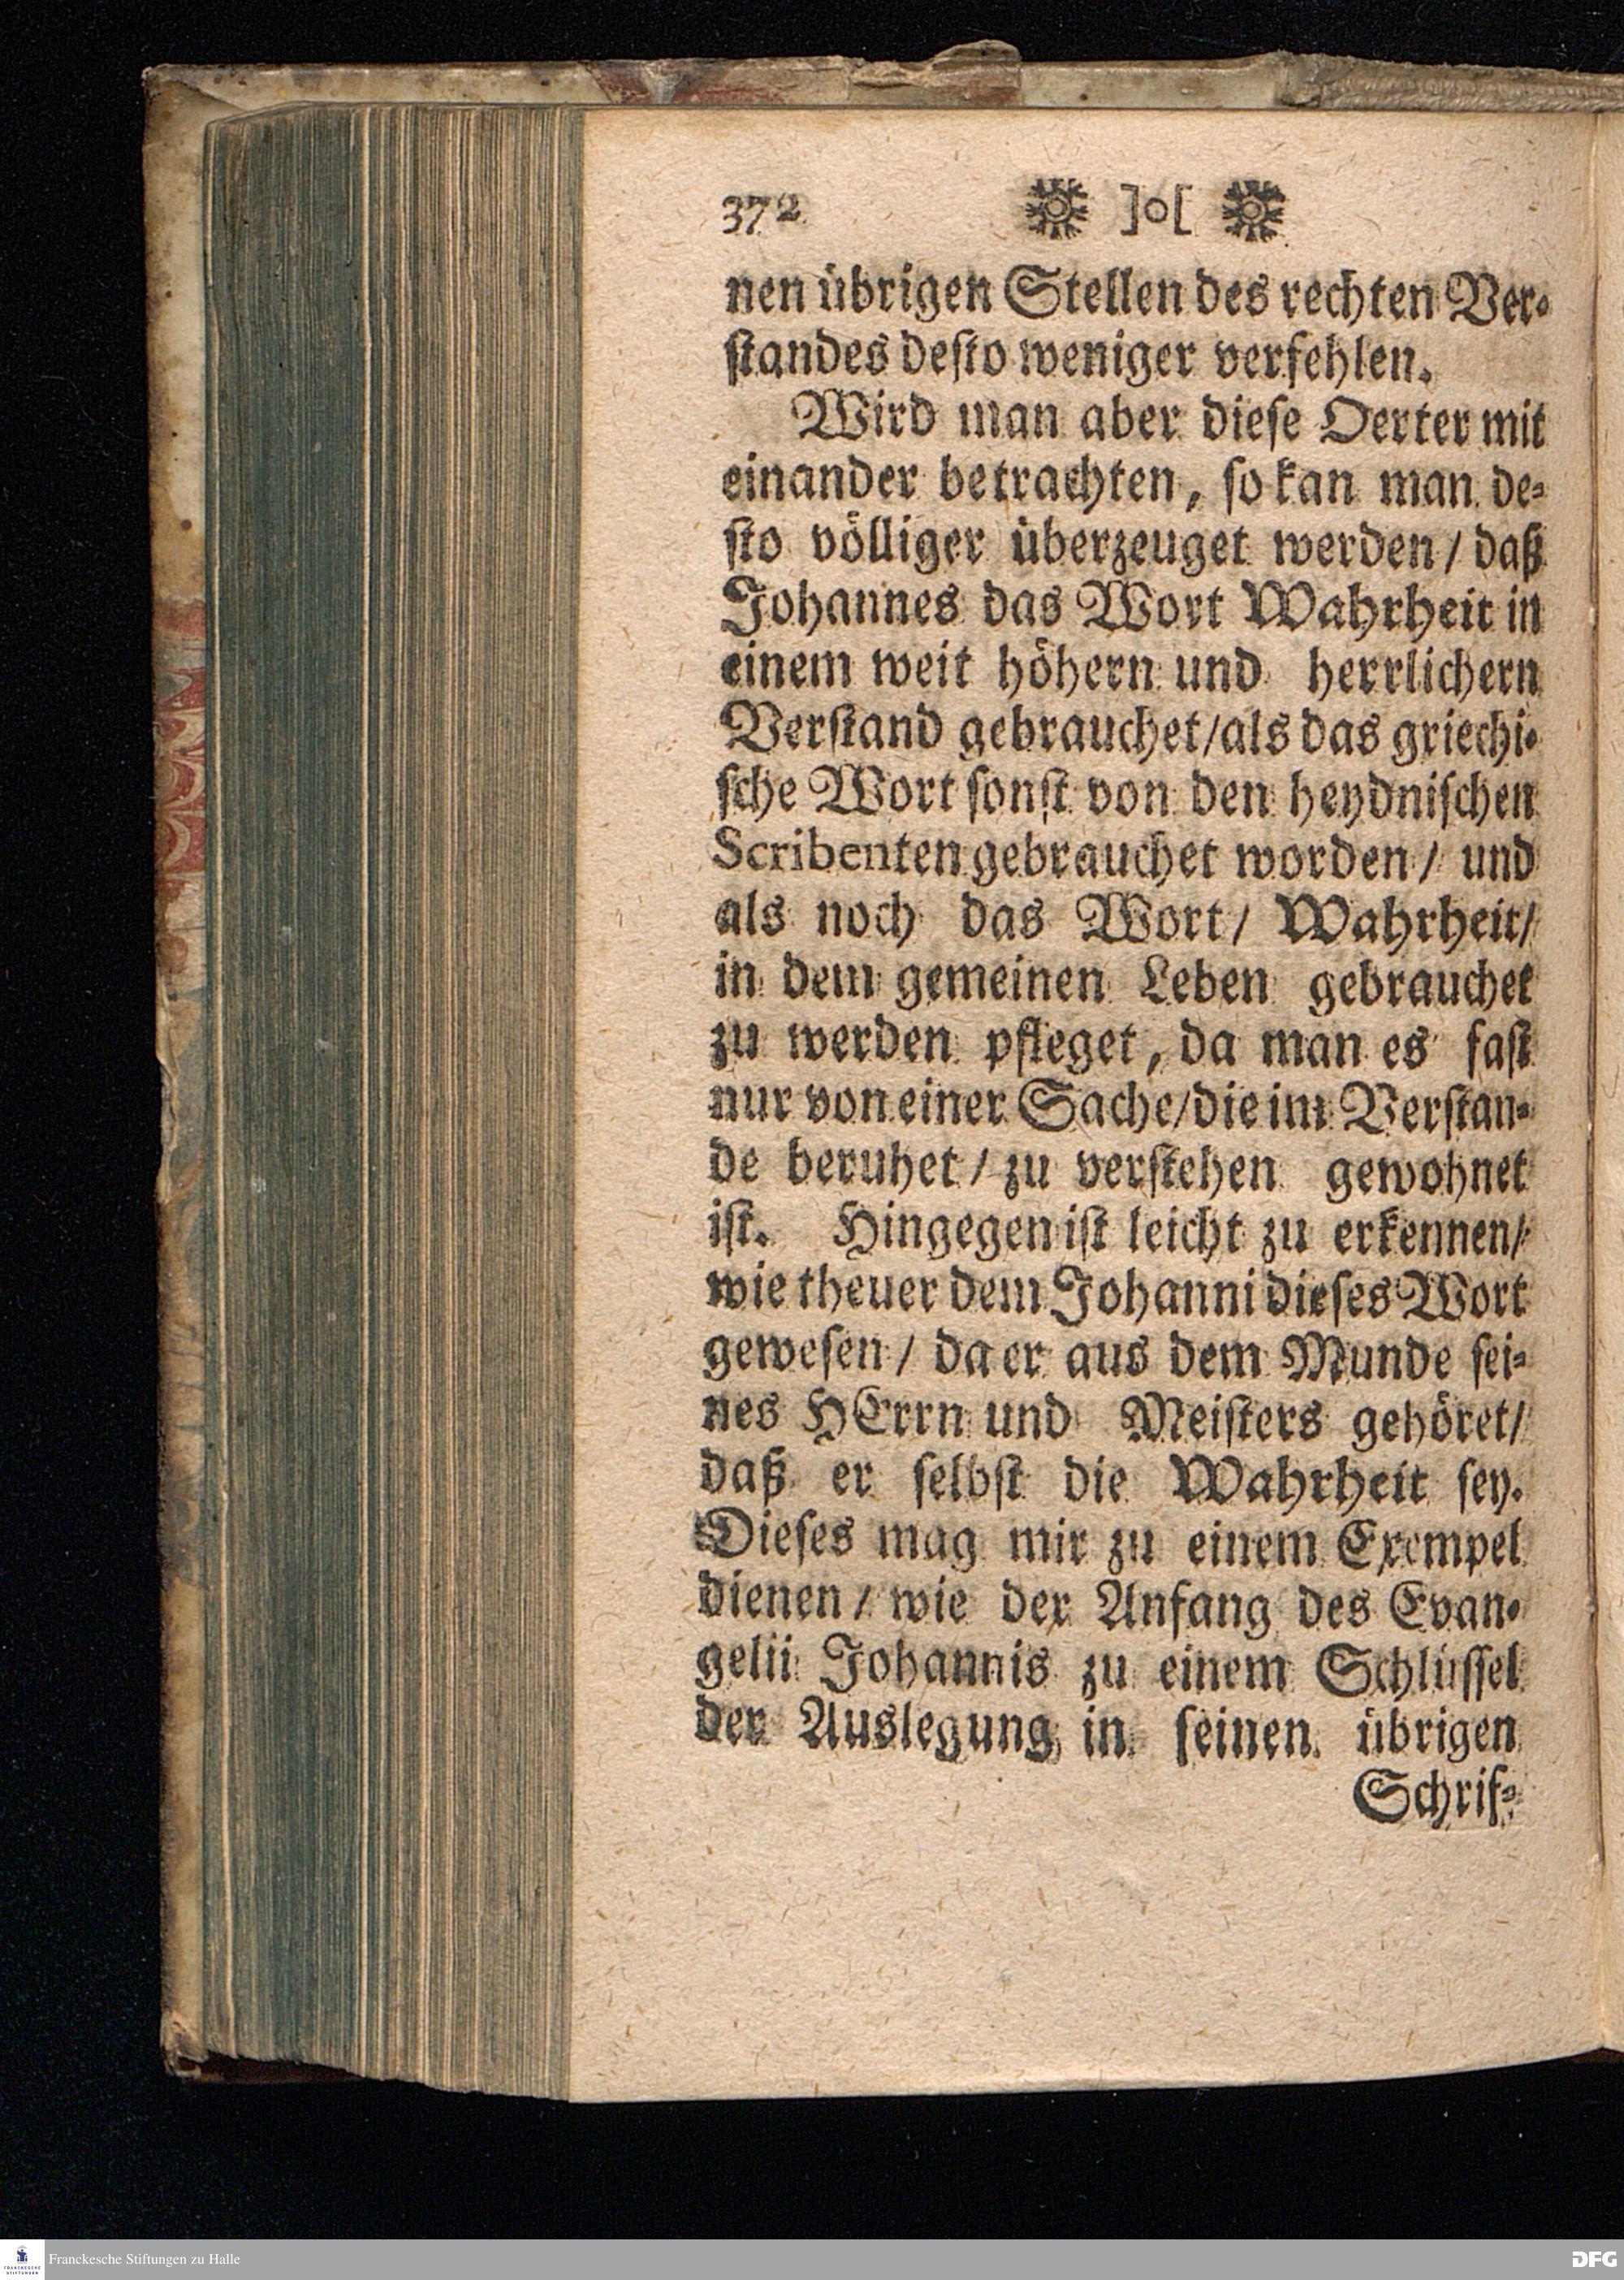 372 ]o[
nen übrigen Stellen des rechten Ver-
standes desto weniger verfehlen.
Wird man aber diese Oerter mit
einander betrachten, so kan man de-
sto völliger überzeuget werden / daß
Johannes das Wort Wahrheit in
einem weit höhern und herrlichern
Verstand gebrauchet/als das griechi-
sche Wort sonst von den heydnischen
Scribenten gebrauchet worden / und
als noch das Wort / Wahrheit /
in dem gemeinen Leben gebrauchet
zu werden pfleget, da man es fast
nur von einer Sache/die im Verstan-
de beruhet / zu verstehen gewohnet
ist. Hingegen ist leicht zu erkennen /
wie theuer dem Johanni dieses Wort
gewesen / da er aus dem Munde sei-
nes HErrn und Meisters gehöret /
daß er selbst die Wahrheit sey.
Dieses mag mir zu einem Exempel
dienen / wie der Anfang des Evan-
gelii Johannis zu einem Schlüssel
der Auslegung in seinen übrigen
Schrif-
Franckesche Stiftungen zu Halle
DFG